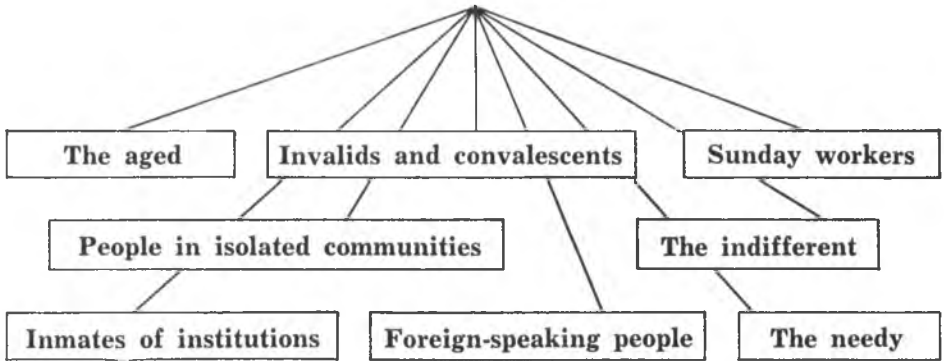 The aged
Invalids and convalescents
Sunday workers
People in isolated communities
The indifferent
Inmates of institutions
Foreign-speaking people
The needy